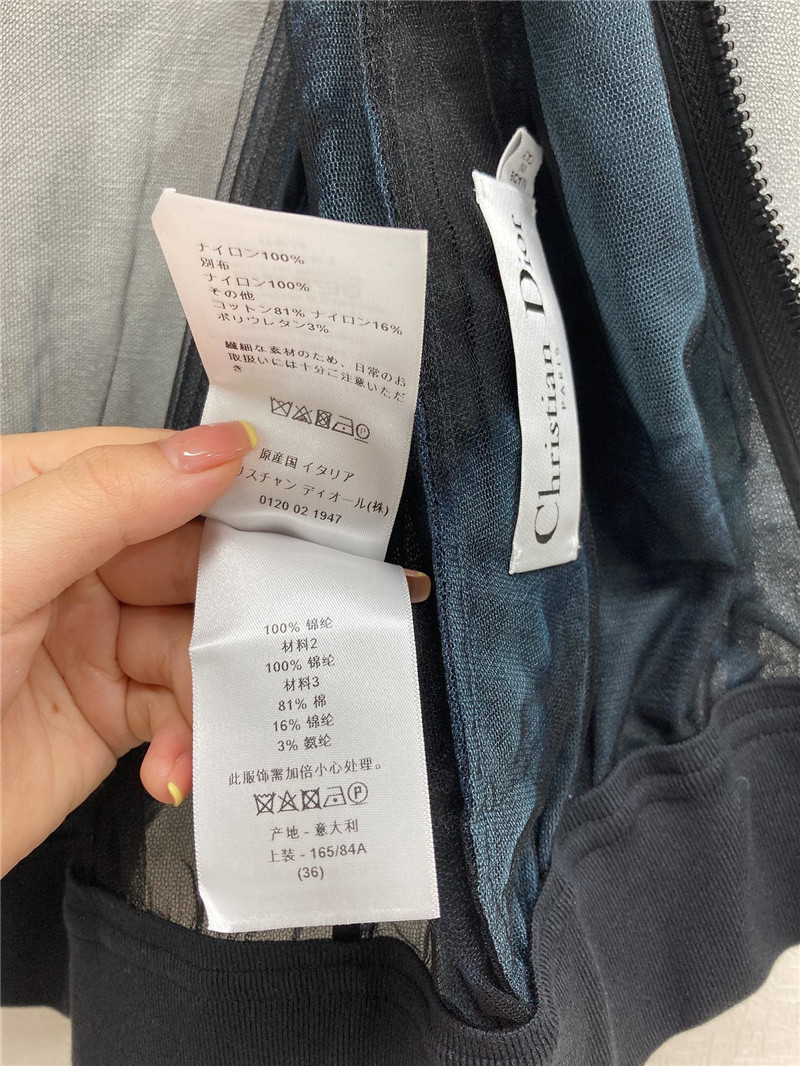 ナイロン100%
別布
ナイロン100%
その他
コットン81% ナイロン16%
ポリウレタン3%
繊細な素材のため、日常のお
取扱いには十分ご注意いただ
き
原産国 イタリア
リスチャン ディオール(株)
0120 02 1947
100% 锦纶
材料2
100% 锦纶
材料3
81% 棉
16% 锦纶
3% 氨纶
此服饰需加倍小心处理。
产地 - 意大利
上装 - 165/84A
(36)
Christian Dior
PARIS